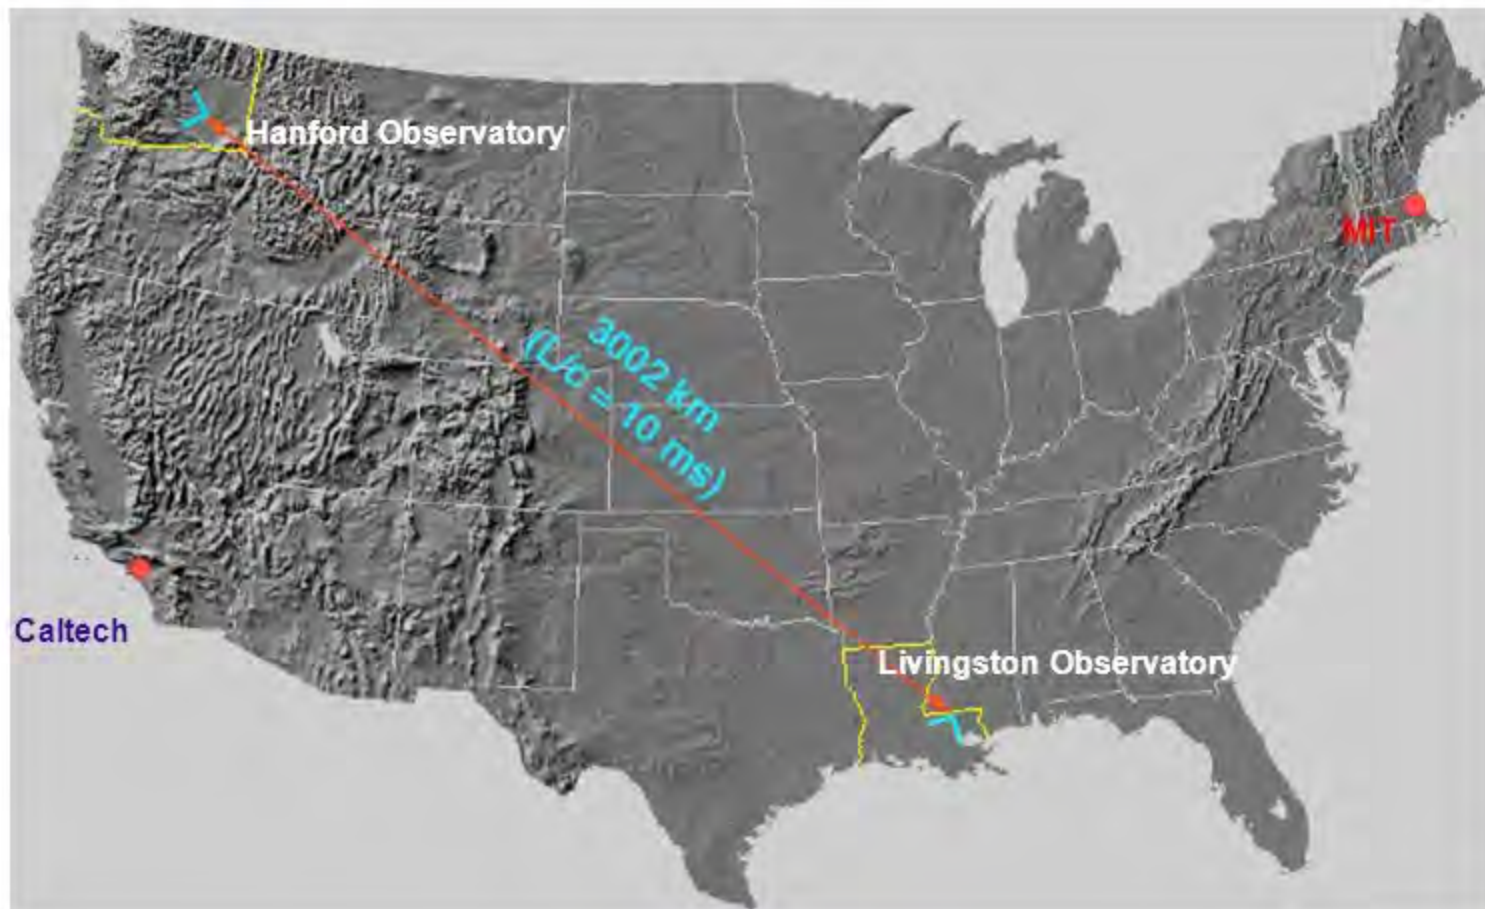 Hanford Observatory
MIT
3002 km
(L/c = 10 ms)
Caltech
Livingston Observatory